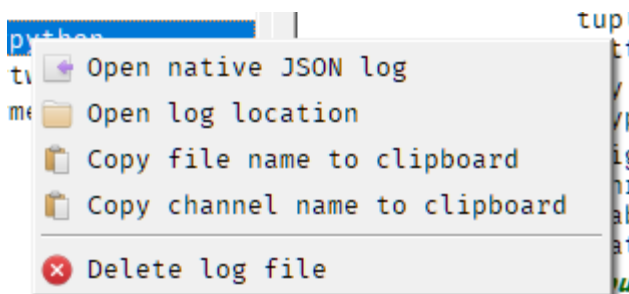 python
Open native JSON log
Open log location
Copy file name to clipboard
Copy channel name to clipboard
Delete log file